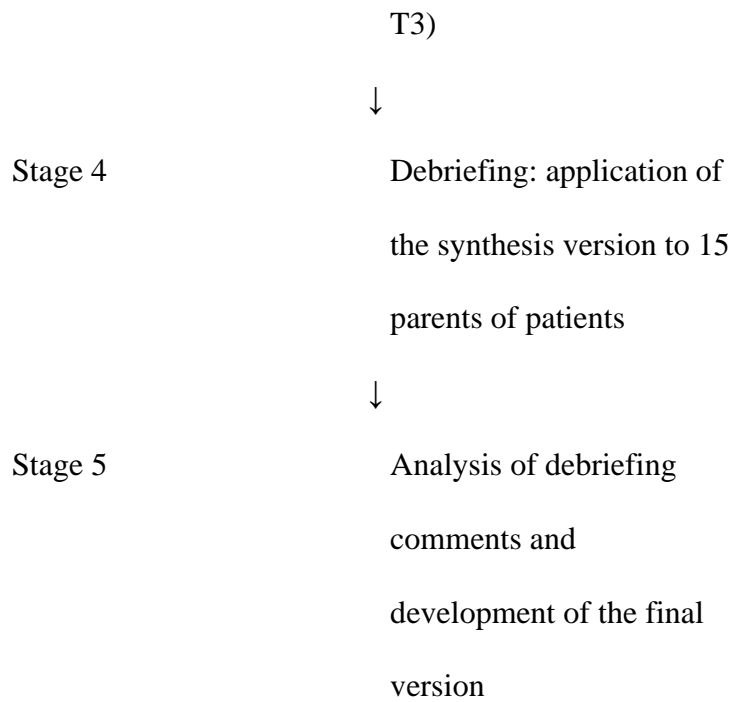 T3)
↓
Stage 4 Debriefing: application of
the synthesis version to 15
parents of patients
↓
Stage 5 Analysis of debriefing
comments and
development of the final
version